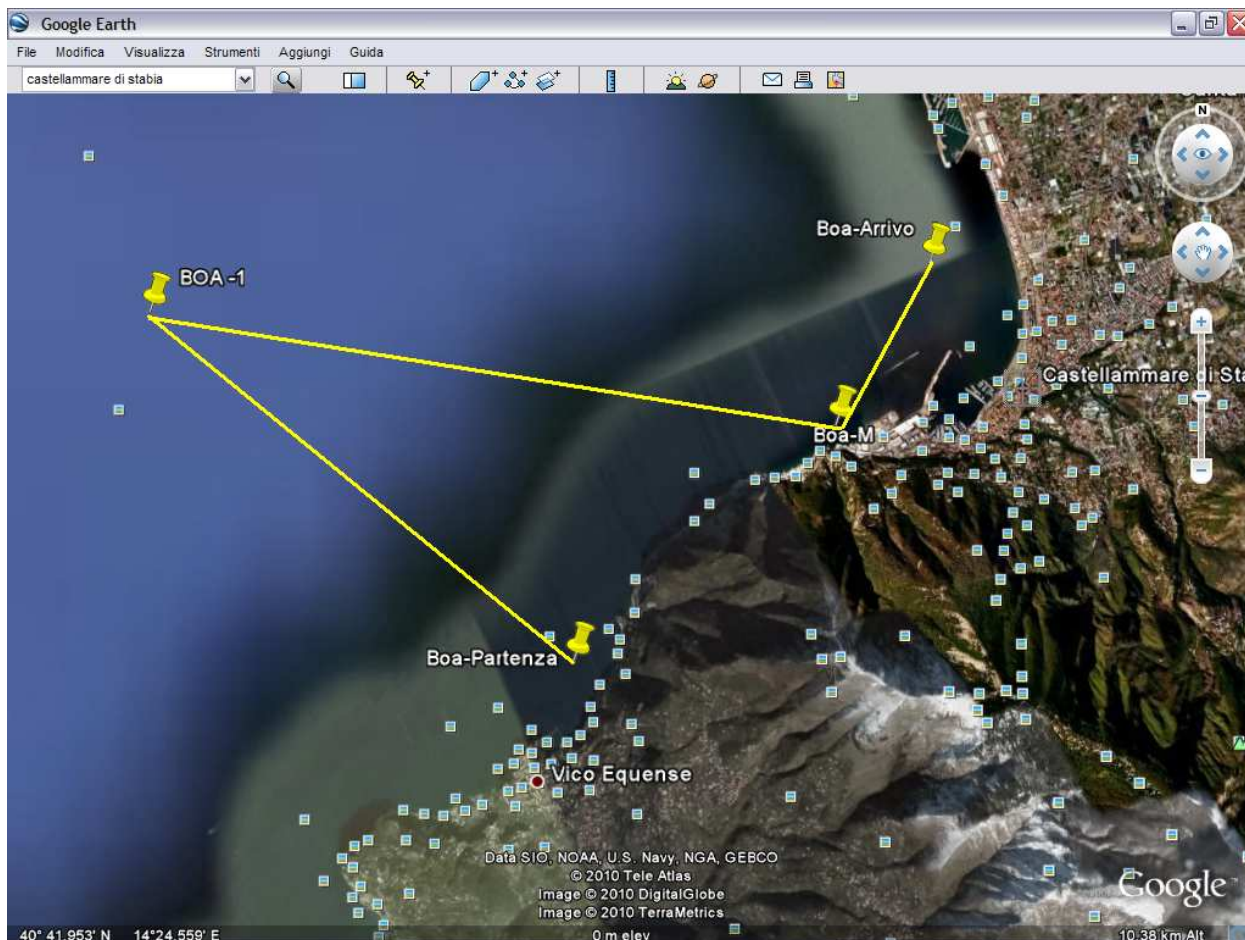 Google Earth
File Modifica Visualizza Strumenti Aggiungi Guida
castellammare di stabia
N
Boa-Arrivo
BOA -1
Castellammare di Sta
Boa-M
Boa-Partenza
Vico Equense
Data SIO, NOAA, U.S. Navy, NGA, GEBCO
© 2010 Tele Atlas
Image © 2010 DigitalGlobe
Image © 2010 TerraMetrics
Google
40° 41.953' N 14°24.559' E 0 m elev 10.38 km Alt